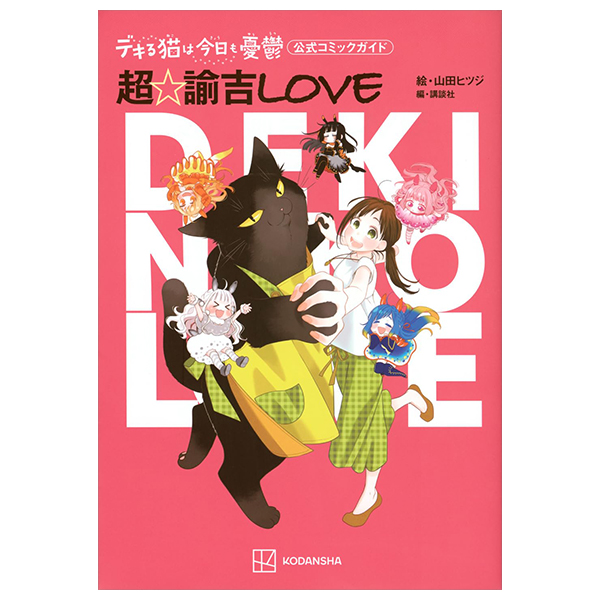 デキる猫は今日も憂鬱 公式コミックガイド
超☆諭吉LOVE
絵・山田ヒツジ
編・講談社
DEKI
NEKO
LOVE
KODANSHA